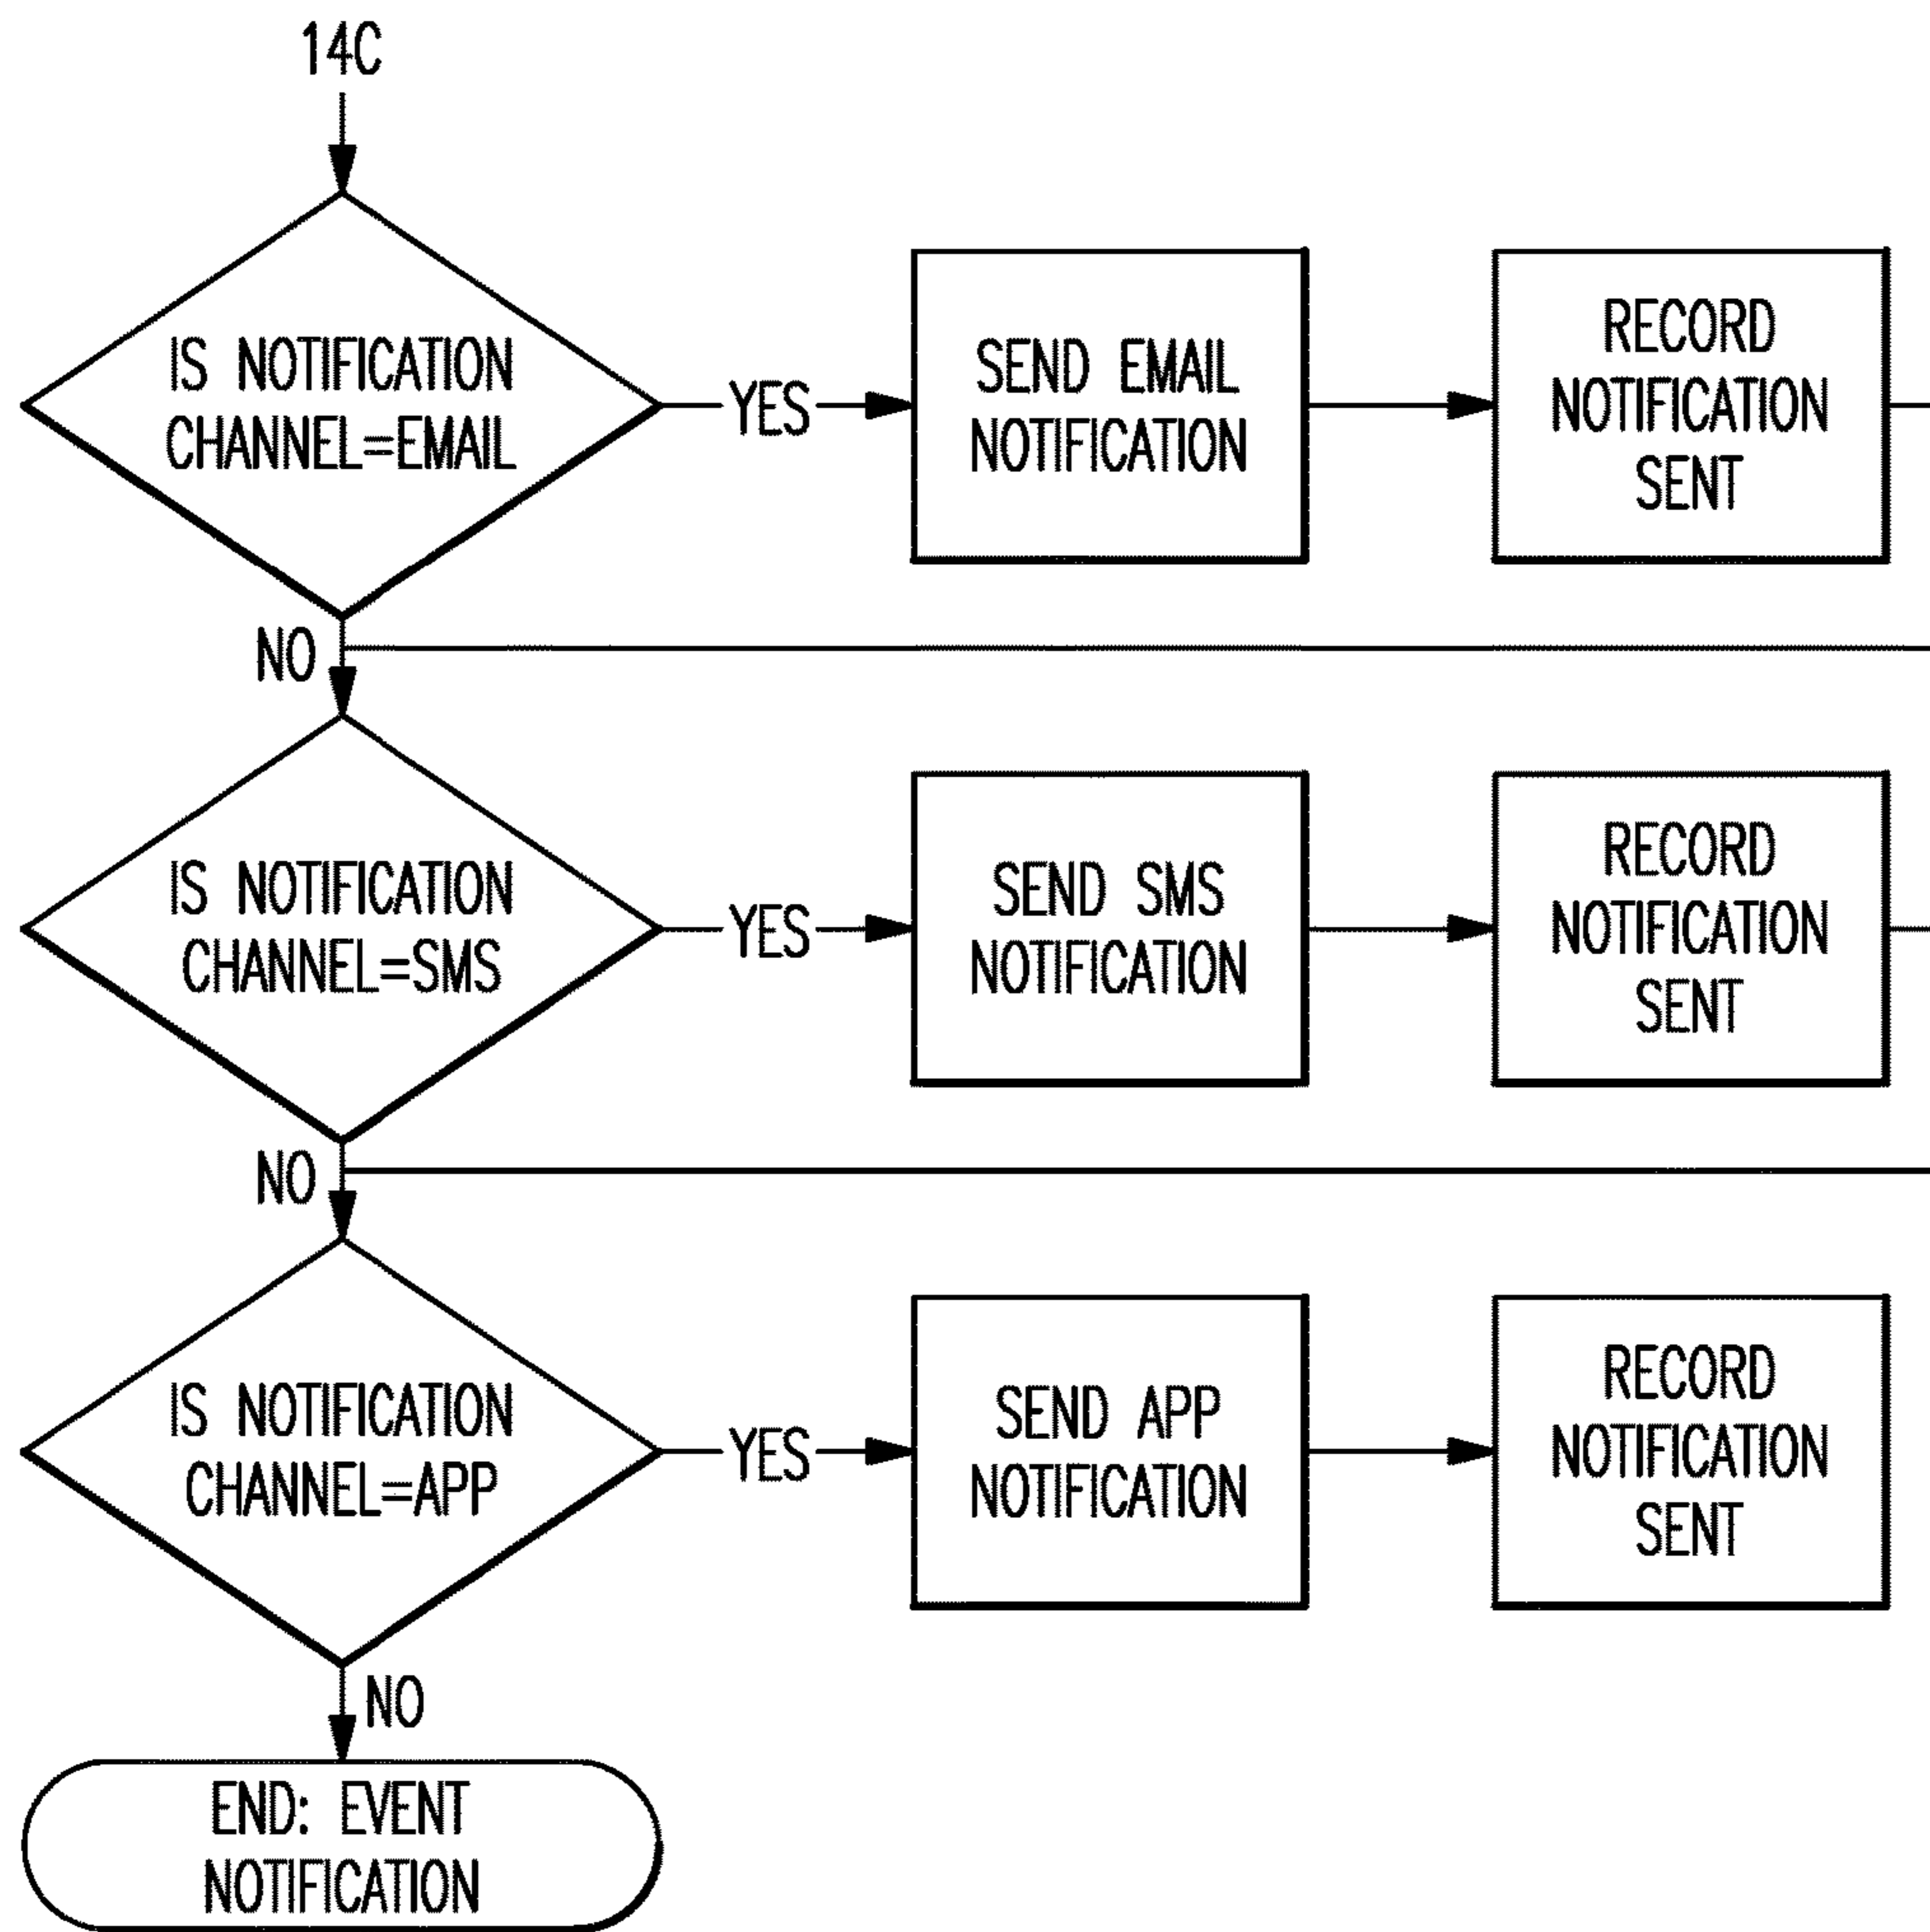 14C
IS NOTIFICATION
CHANNEL=EMAIL
YES
SEND EMAIL
NOTIFICATION
RECORD
NOTIFICATION
SENT
NO
IS NOTIFICATION
CHANNEL=SMS
YES
SEND SMS
NOTIFICATION
RECORD
NOTIFICATION
SENT
NO
IS NOTIFICATION
CHANNEL=APP
YES
SEND APP
NOTIFICATION
RECORD
NOTIFICATION
SENT
NO
END: EVENT
NOTIFICATION